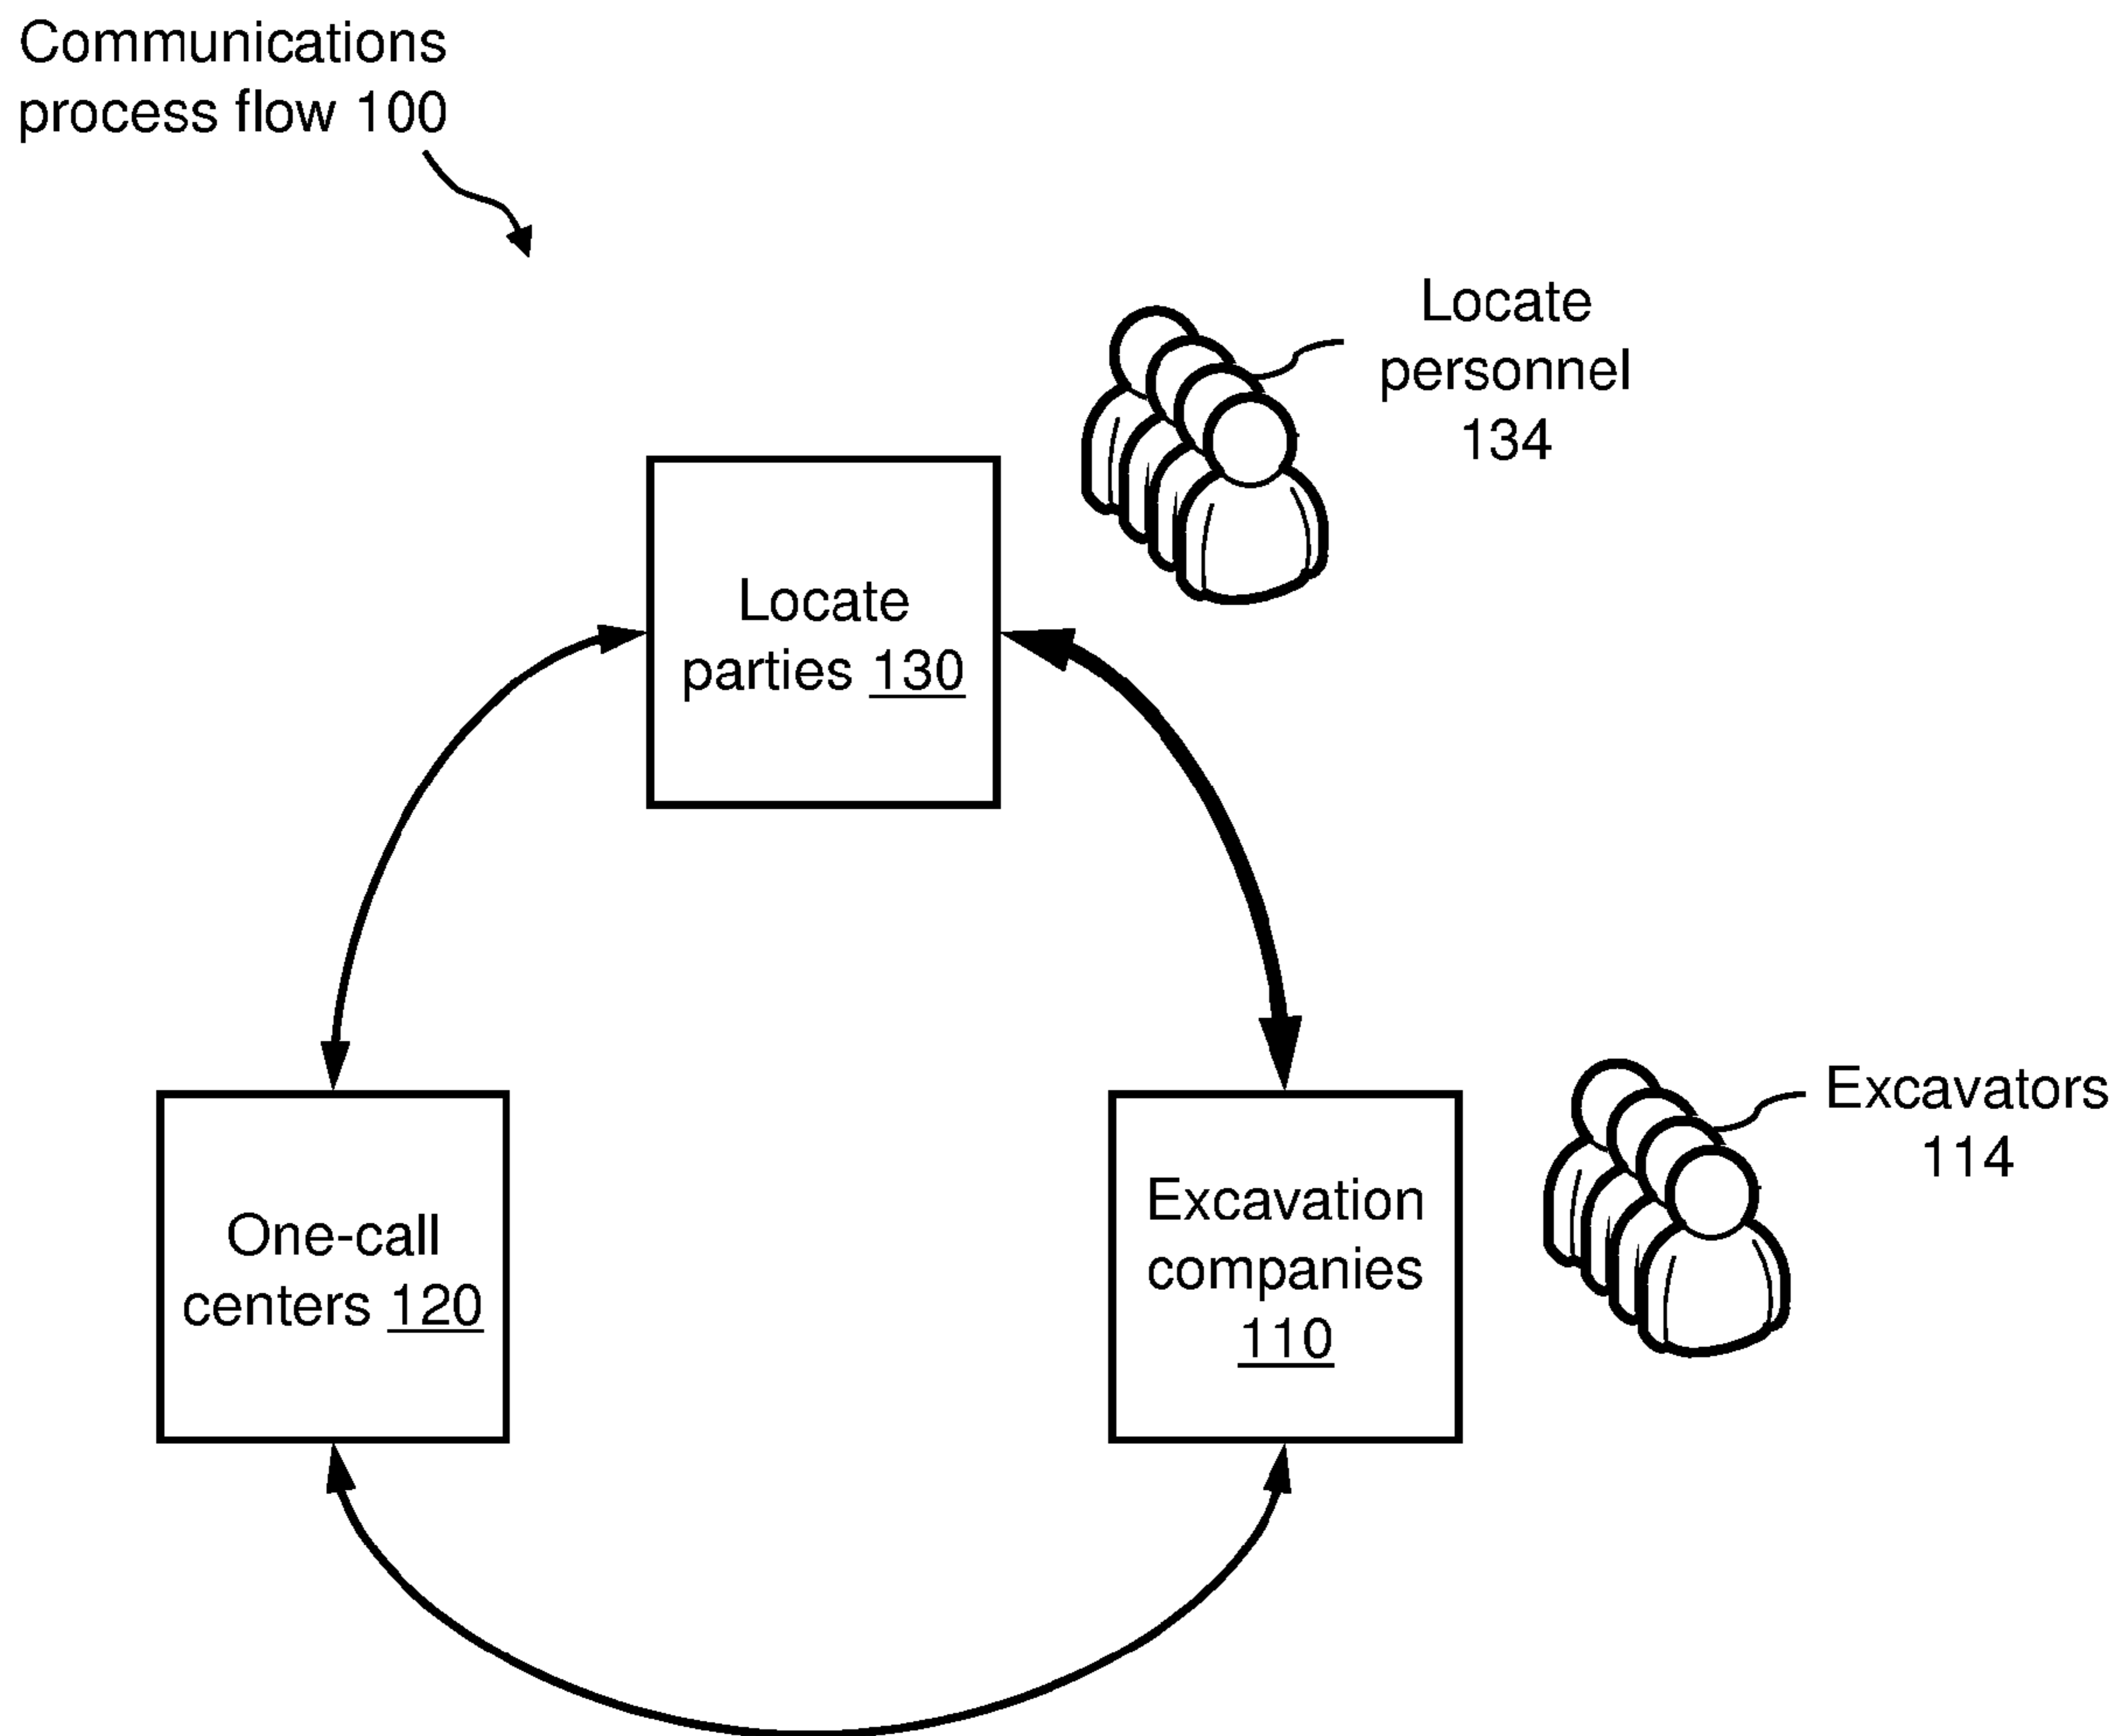 Communications
process flow 100
Locate
personnel
134
Locate
parties 130
Excavators
114
One-call
centers 120
Excavation
companies
110